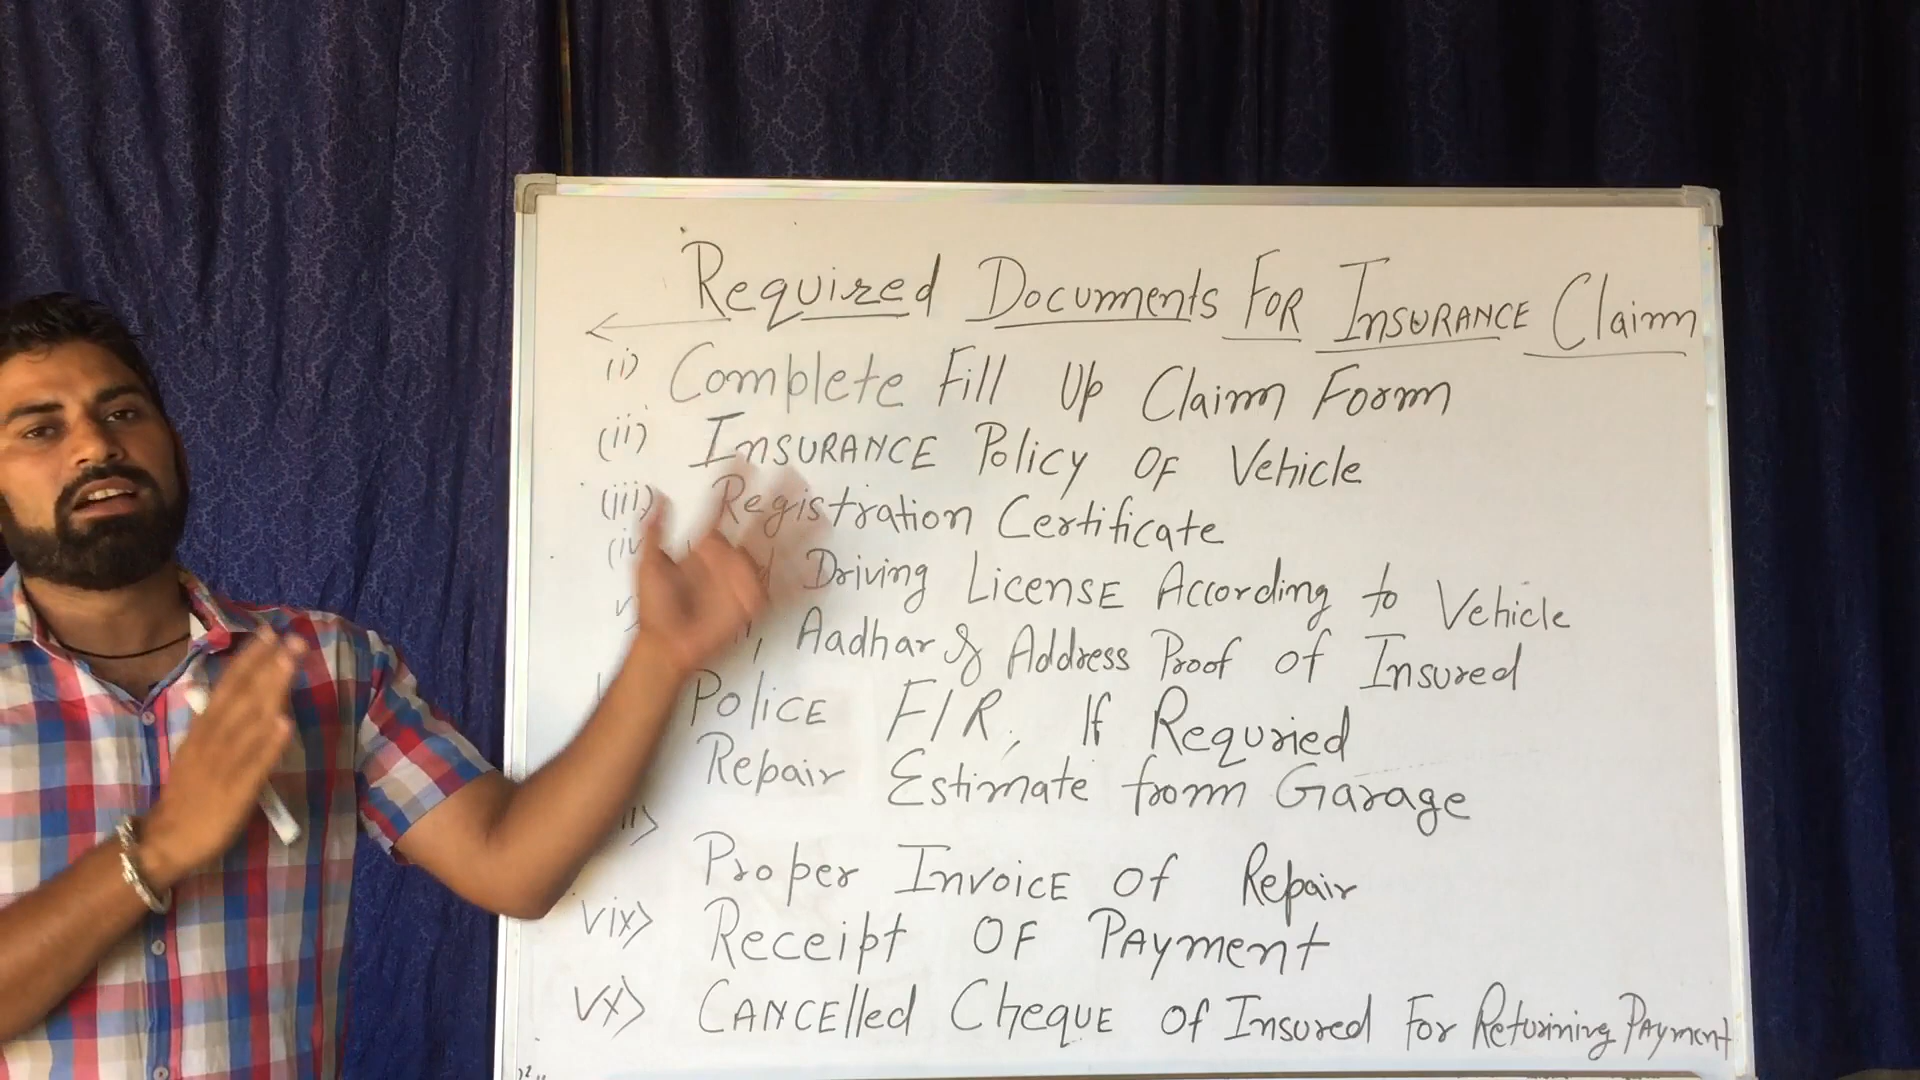 Required Documents For Insurance Claim
(i) Complete Fill Up Claim Form
(ii) Insurance Policy Of Vehicle
(iii) Registration Certificate
(iv Driving License According to Vehicle
Aadhar & Address Proof of Insured
Police FIR, If Requried
Repair Estimate from Garage
Proper Invoice Of Repair
vix> Receipt Of Payment
vx> Cancelled Cheque Of Insured For Returining Payment